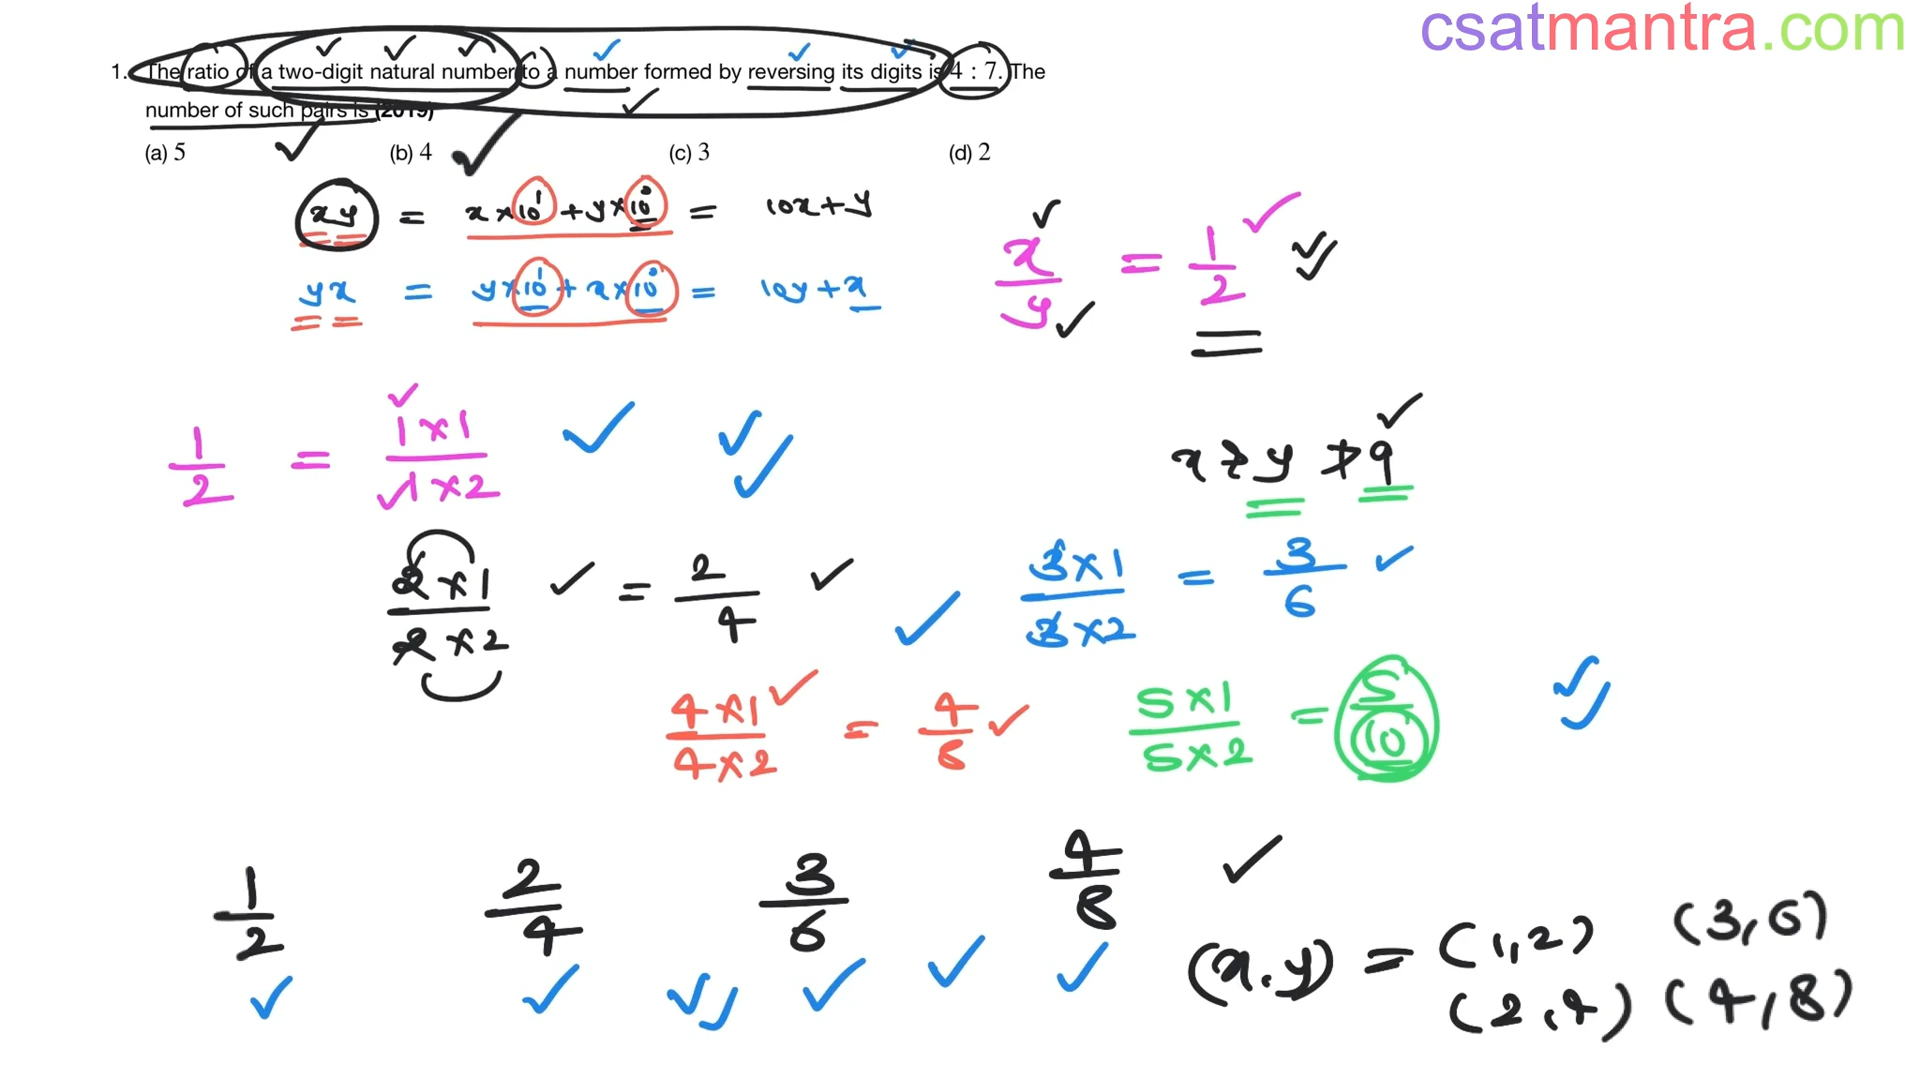 csatmantra.com
1. The ratio of a two-digit natural number to a number formed by reversing its digits is 4 : 7. The
number of such pairs is (2019)
(a) 5 (b) 4 (c) 3 (d) 2
xy = x×10¹ + y×10⁰ = 10x+y
yx = y×10¹ + x×10⁰ = 10y+x
x/y = 1/2
1/2 = 1×1/1×2
x ≯ y ≯ 9
2×1/2×2 = 2/4
3×1/3×2 = 3/6
4×1/4×2 = 4/8
5×1/5×2 = 5/10
1/2 2/4 3/6 4/8
(x,y) = (1,2) (3,6)
(2,4) (4,8)